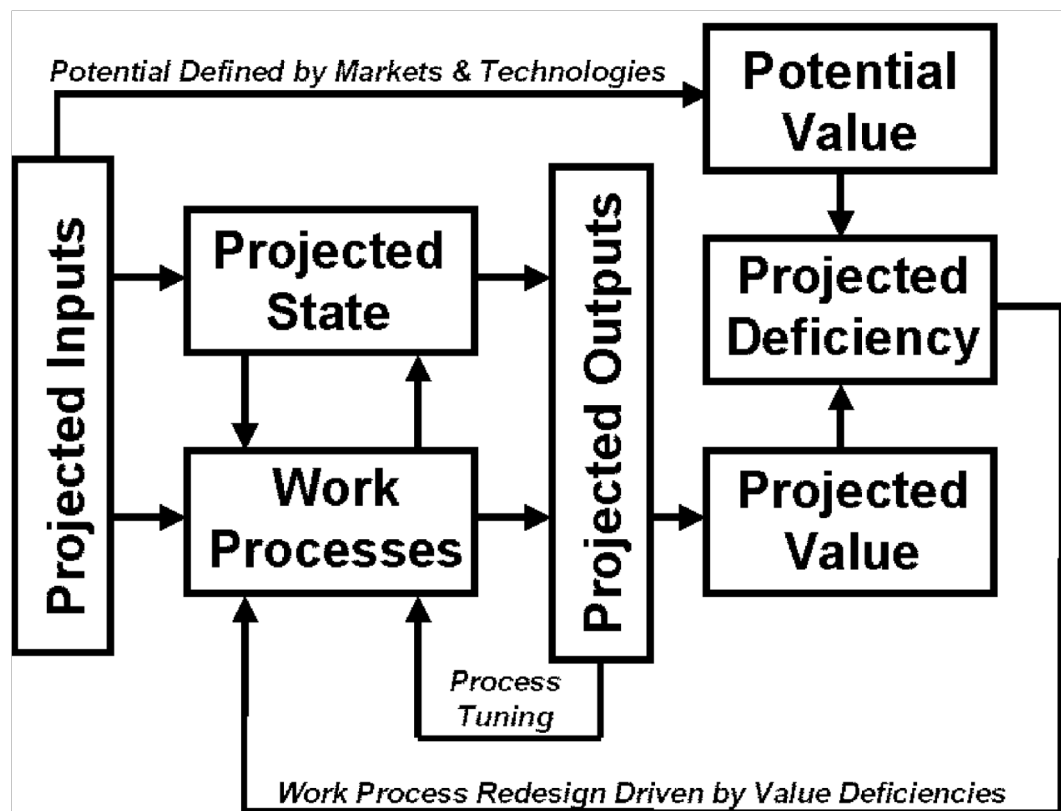 Potential Defined by Markets & Technologies
Potential
Value
Projected Inputs
Projected
State
Projected Outputs
Projected
Deficiency
Work
Processes
Projected
Value
Process
Tuning
Work Process Redesign Driven by Value Deficiencies